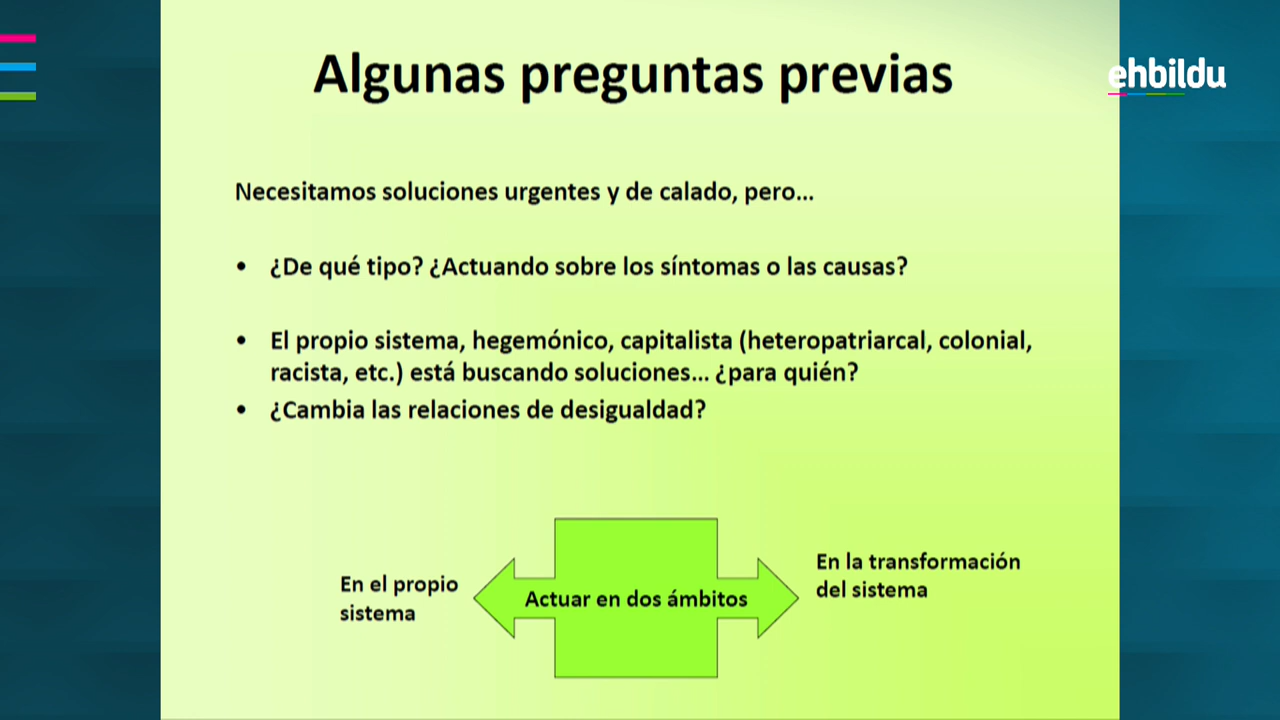 Algunas preguntas previas
ehbildu
Necesitamos soluciones urgentes y de calado, pero...
• ¿De qué tipo? ¿Actuando sobre los síntomas o las causas?
• El propio sistema, hegemónico, capitalista (heteropatriarcal, colonial,
racista, etc.) está buscando soluciones... ¿para quién?
• ¿Cambia las relaciones de desigualdad?
En el propio
sistema
Actuar en dos ámbitos
En la transformación
del sistema